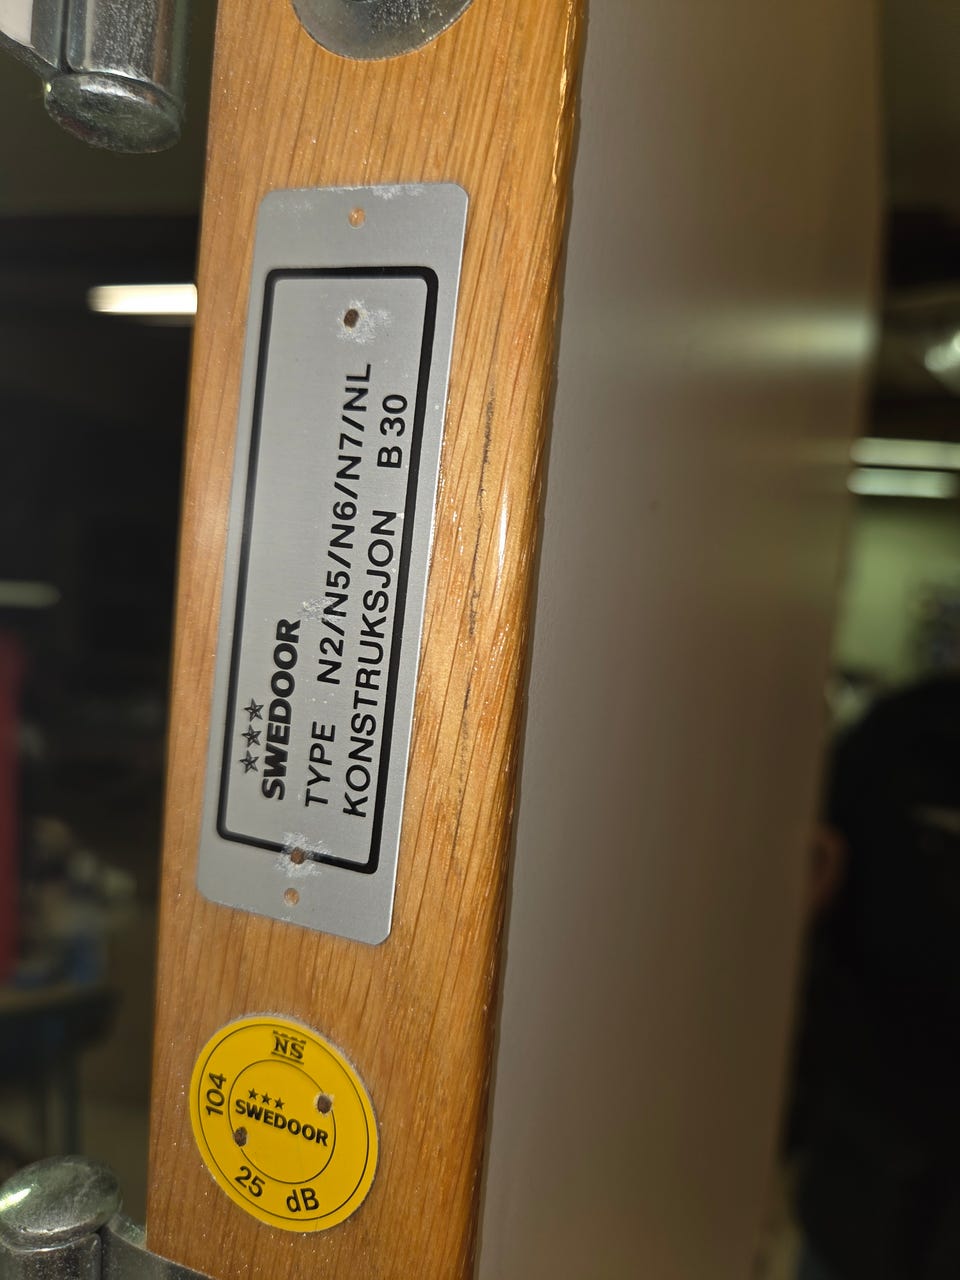 SWEDOOR
TYPE N2/N5/N6/N7/NL
KONSTRUKSJON B 30
NS
104
SWEDOOR
25 dB